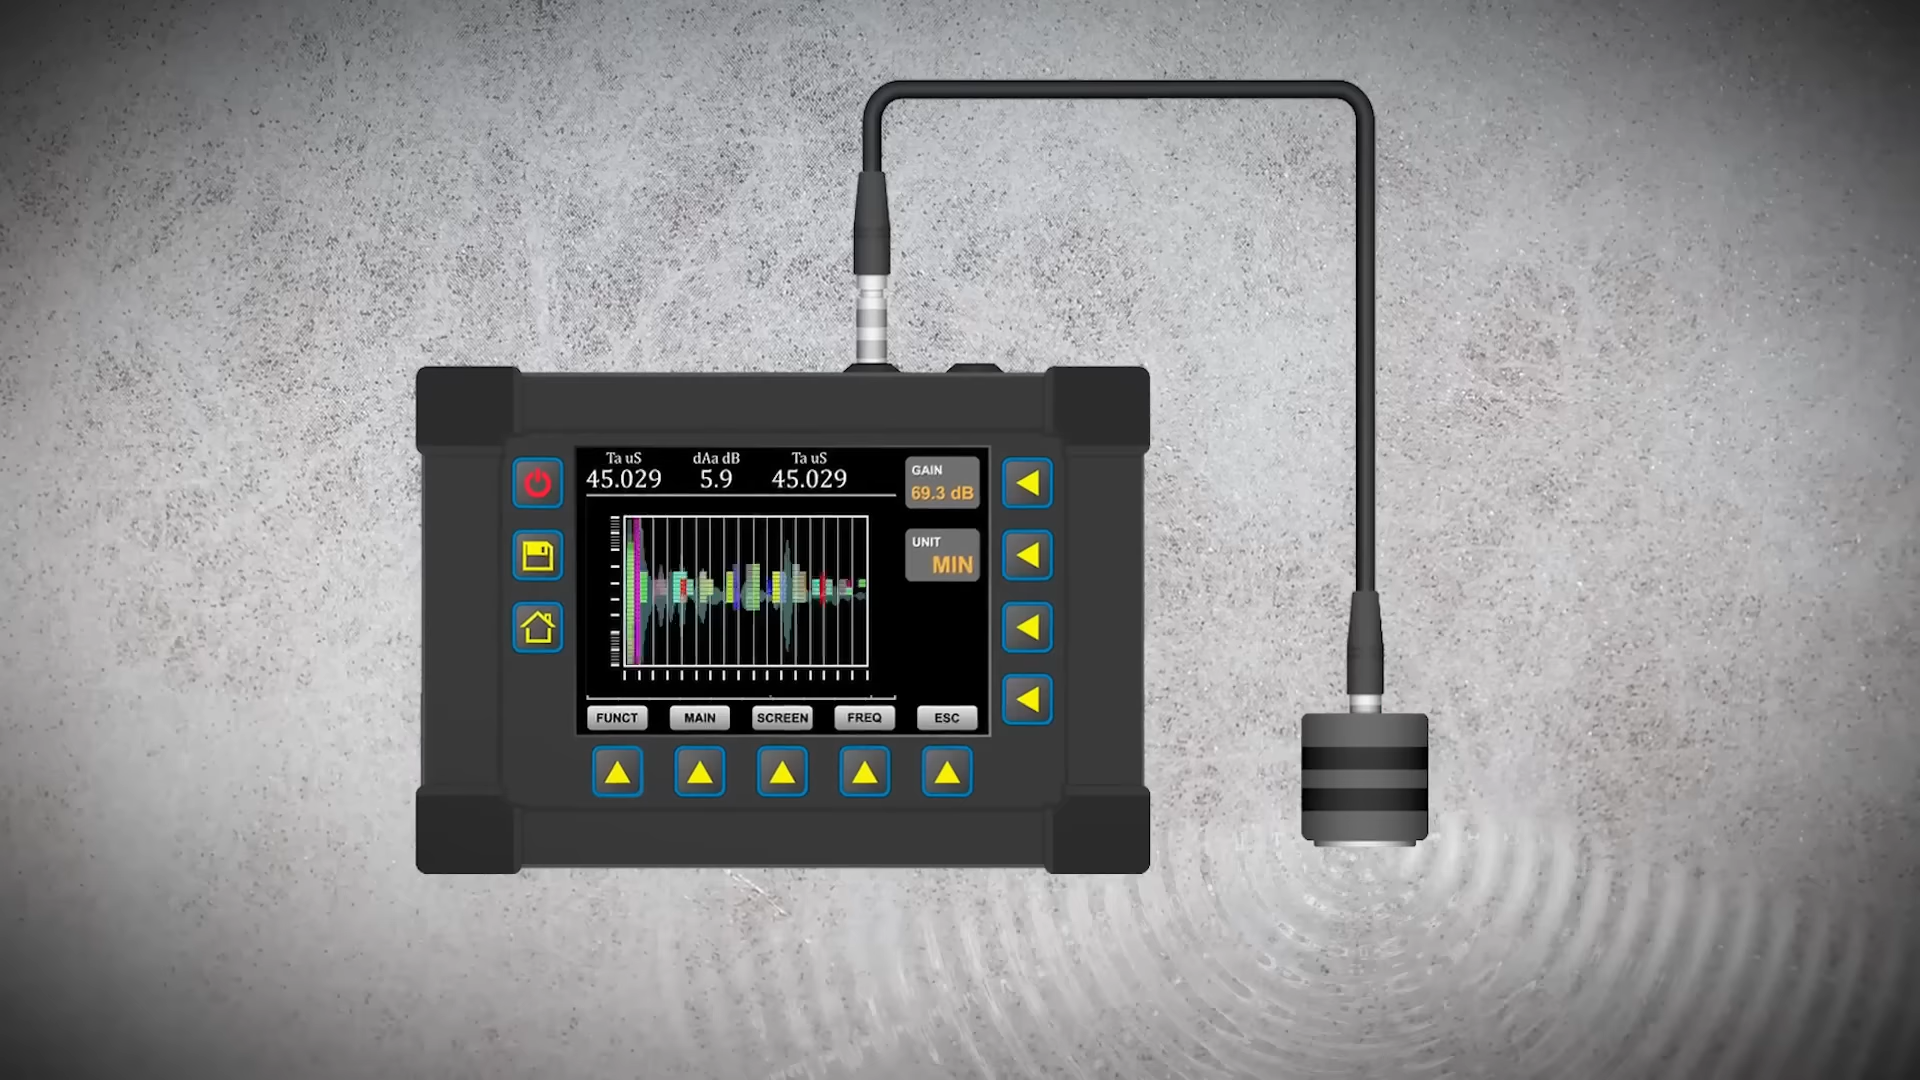 Ta uS dAa dB Ta uS
45.029 5.9 45.029
GAIN
69.3 dB
UNIT
MIN
FUNCT MAIN SCREEN FREQ ESC